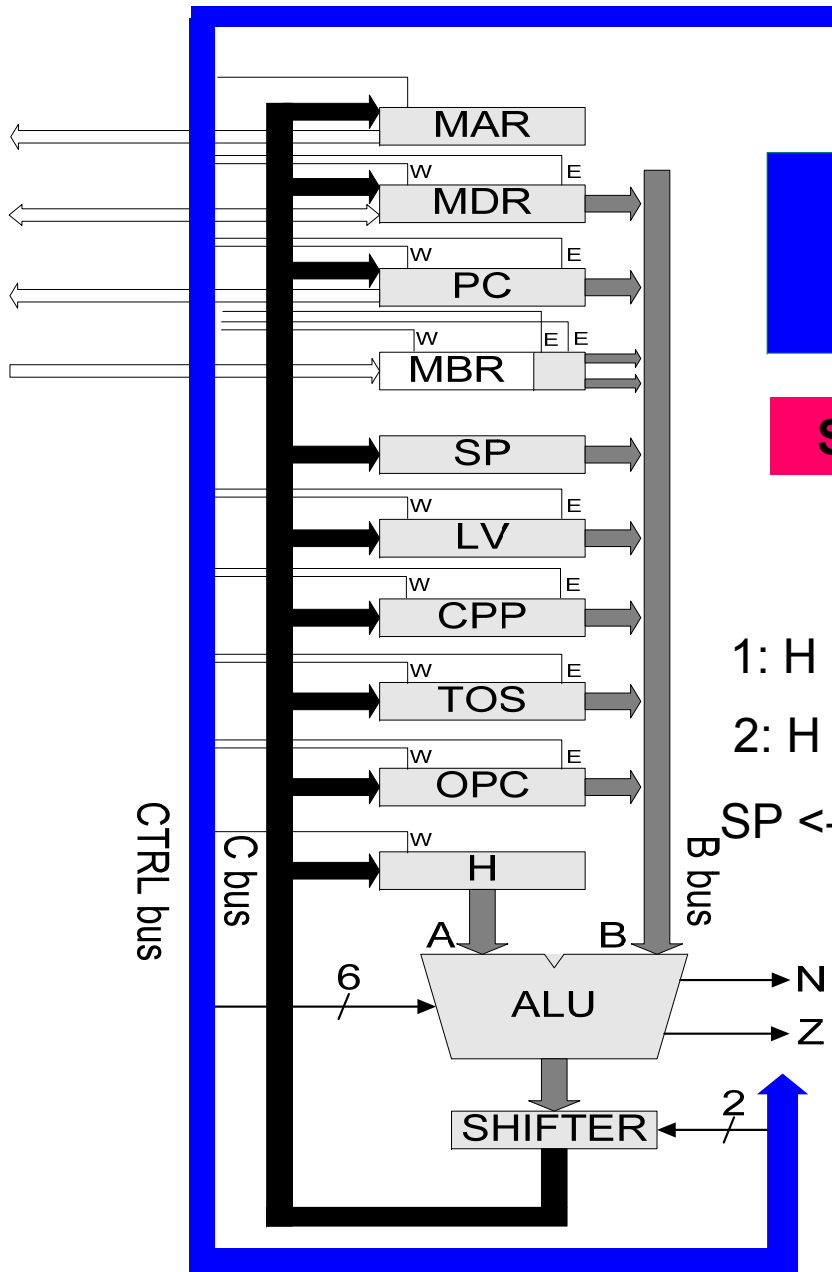 MAR
W E
MDR
W E
PC
W E E
MBR
S
SP
W E
LV
W E
CPP
1: H
W E
TOS
2: H
W E
OPC
SP <-
W
H
CTRL bus
C bus
B bus
A B
N
6
ALU
Z
2
SHIFTER